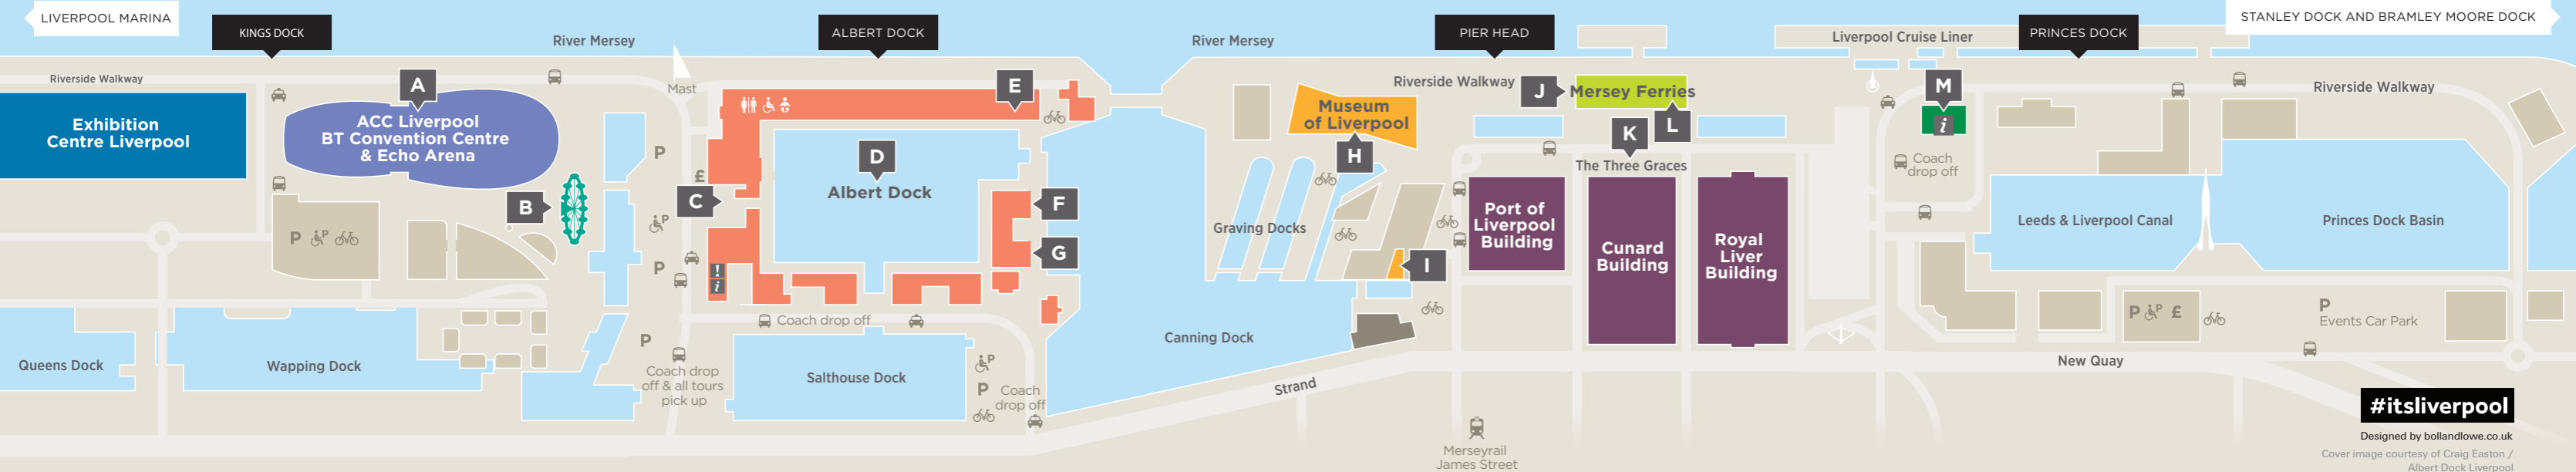 LIVERPOOL MARINA
KINGS DOCK
River Mersey
ALBERT DOCK
River Mersey
PIER HEAD
Liverpool Cruise Liner
PRINCES DOCK
STANLEY DOCK AND BRAMLEY MOORE DOCK
Riverside Walkway
Exhibition
Centre Liverpool
A
ACC Liverpool
BT Convention Centre
& Echo Arena
B
Mast
P
£
C
P
P
P
P
P
E
D
Albert Dock
F
G
!
i
Coach drop off
Coach drop
off & all tours
pick up
Salthouse Dock
P
P
Coach
drop off
Queens Dock
Wapping Dock
Graving Docks
Canning Dock
Strand
Museum
of Liverpool
H
I
Riverside Walkway
J
Mersey Ferries
K
L
The Three Graces
Port of
Liverpool
Building
Cunard
Building
Royal
Liver
Building
Merseyrail
James Street
M
i
Coach
drop off
Riverside Walkway
Leeds & Liverpool Canal
Princes Dock Basin
P
P
£
P
Events Car Park
New Quay
#itsliverpool
Designed by bollandlowe.co.uk
Cover image courtesy of Craig Easton /
Albert Dock Liverpool